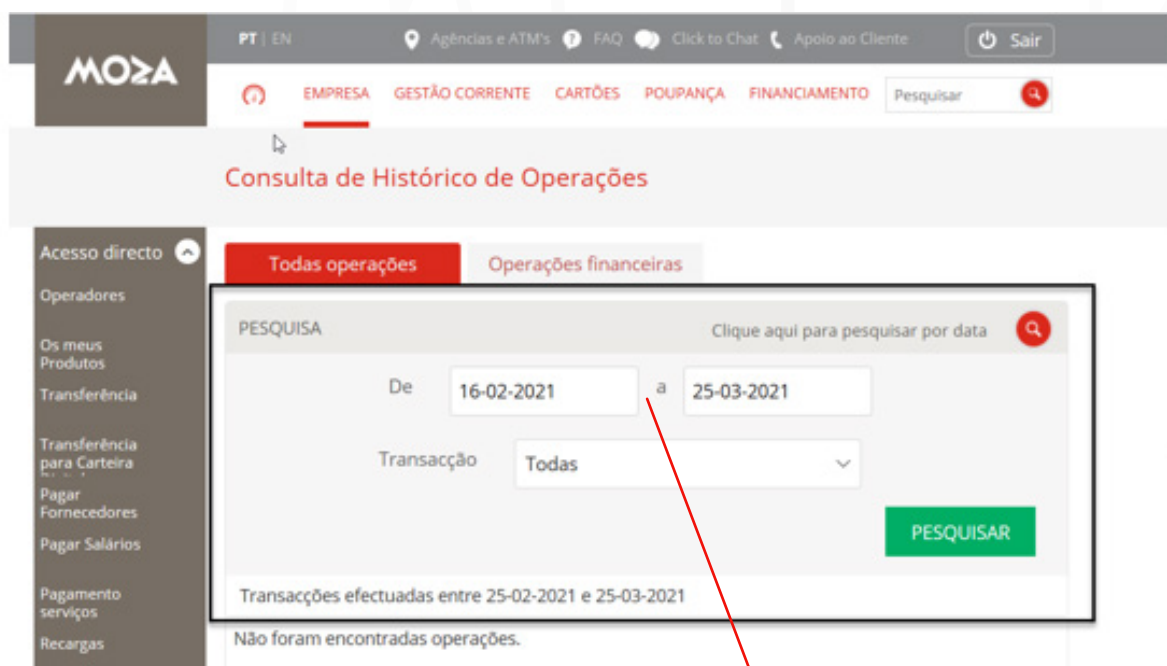 MOZA
PT | EN
Agências e ATM's
FAQ
Click to Chat
Apoio ao Cliente
Sair
EMPRESA
GESTÃO CORRENTE
CARTÕES
POUPANÇA
FINANCIAMENTO
Pesquisar
Consulta de Histórico de Operações
Acesso directo
Operadores
Os meus
Produtos
Transferência
Transferência
para Carteira
Pagar
Fornecedores
Pagar Salários
Pagamento
serviços
Recargas
Todas operações
Operações financeiras
PESQUISA
Clique aqui para pesquisar por data
De 16-02-2021 a 25-03-2021
Transacção Todas
PESQUISAR
Transacções efectuadas entre 25-02-2021 e 25-03-2021
Não foram encontradas operações.